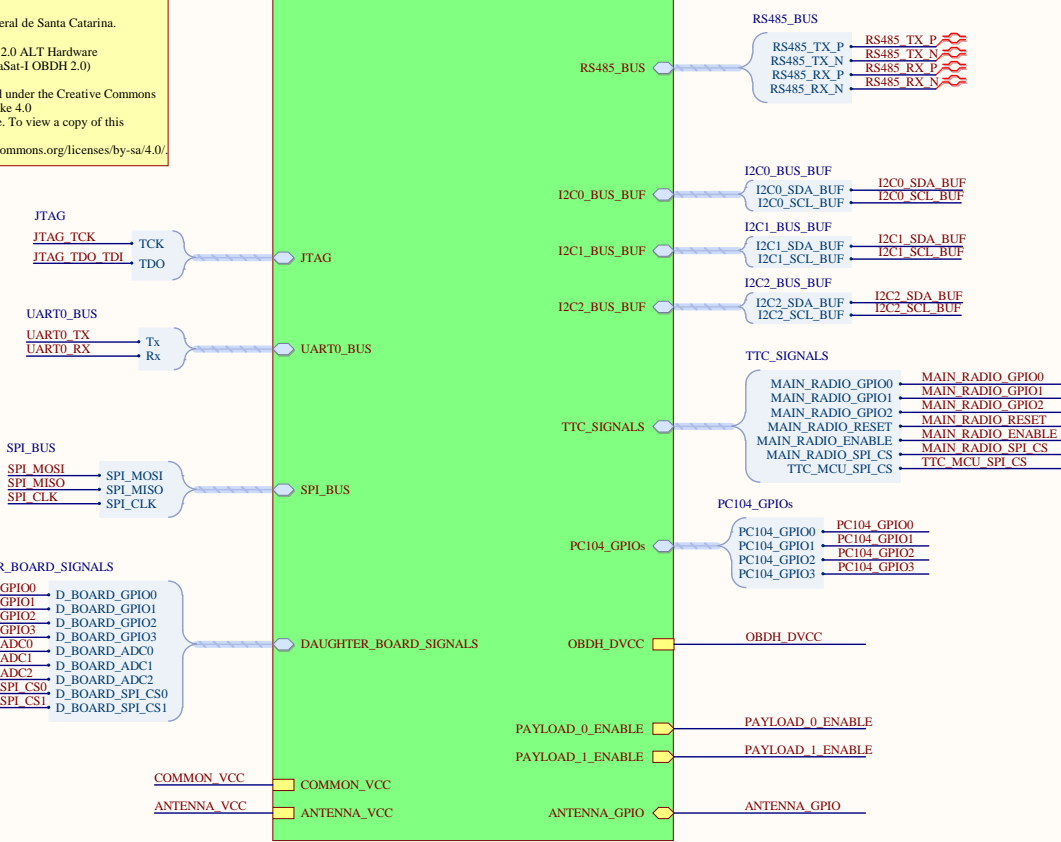 eral de Santa Catarina.
2.0 ALT Hardware
aSat-I OBDH 2.0)
under the Creative Commons
ke 4.0
e. To view a copy of this
ommons.org/licenses/by-sa/4.0/.
JTAG
JTAG_TCK
TCK
JTAG_TDO_TDI
TDO
JTAG
UART0_BUS
UART0_TX
Tx
UART0_RX
Rx
UART0_BUS
SPI_BUS
SPI_MOSI
SPI_MOSI
SPI_MISO
SPI_MISO
SPI_CLK
SPI_CLK
SPI_BUS
R_BOARD_SIGNALS
GPIO0
D_BOARD_GPIO0
GPIO1
D_BOARD_GPIO1
GPIO2
D_BOARD_GPIO2
GPIO3
D_BOARD_GPIO3
ADC0
D_BOARD_ADC0
ADC1
D_BOARD_ADC1
ADC2
D_BOARD_ADC2
SPI_CS0
D_BOARD_SPI_CS0
SPI_CS1
D_BOARD_SPI_CS1
DAUGHTER_BOARD_SIGNALS
COMMON_VCC
COMMON_VCC
ANTENNA_VCC
ANTENNA_VCC
RS485_BUS
RS485_BUS
RS485_TX_P
RS485_TX_P
RS485_TX_N
RS485_TX_N
RS485_RX_P
RS485_RX_P
RS485_RX_N
RS485_RX_N
I2C0_BUS_BUF
I2C0_BUS_BUF
I2C0_SDA_BUF
I2C0_SDA_BUF
I2C0_SCL_BUF
I2C0_SCL_BUF
I2C1_BUS_BUF
I2C1_BUS_BUF
I2C1_SDA_BUF
I2C1_SDA_BUF
I2C1_SCL_BUF
I2C1_SCL_BUF
I2C2_BUS_BUF
I2C2_BUS_BUF
I2C2_SDA_BUF
I2C2_SDA_BUF
I2C2_SCL_BUF
I2C2_SCL_BUF
TTC_SIGNALS
TTC_SIGNALS
MAIN_RADIO_GPIO0
MAIN_RADIO_GPIO0
MAIN_RADIO_GPIO1
MAIN_RADIO_GPIO1
MAIN_RADIO_GPIO2
MAIN_RADIO_GPIO2
MAIN_RADIO_RESET
MAIN_RADIO_RESET
MAIN_RADIO_ENABLE
MAIN_RADIO_ENABLE
MAIN_RADIO_SPI_CS
MAIN_RADIO_SPI_CS
TTC_MCU_SPI_CS
TTC_MCU_SPI_CS
PC104_GPIOs
PC104_GPIOs
PC104_GPIO0
PC104_GPIO0
PC104_GPIO1
PC104_GPIO1
PC104_GPIO2
PC104_GPIO2
PC104_GPIO3
PC104_GPIO3
OBDH_DVCC
OBDH_DVCC
PAYLOAD_0_ENABLE
PAYLOAD_0_ENABLE
PAYLOAD_1_ENABLE
PAYLOAD_1_ENABLE
ANTENNA_GPIO
ANTENNA_GPIO